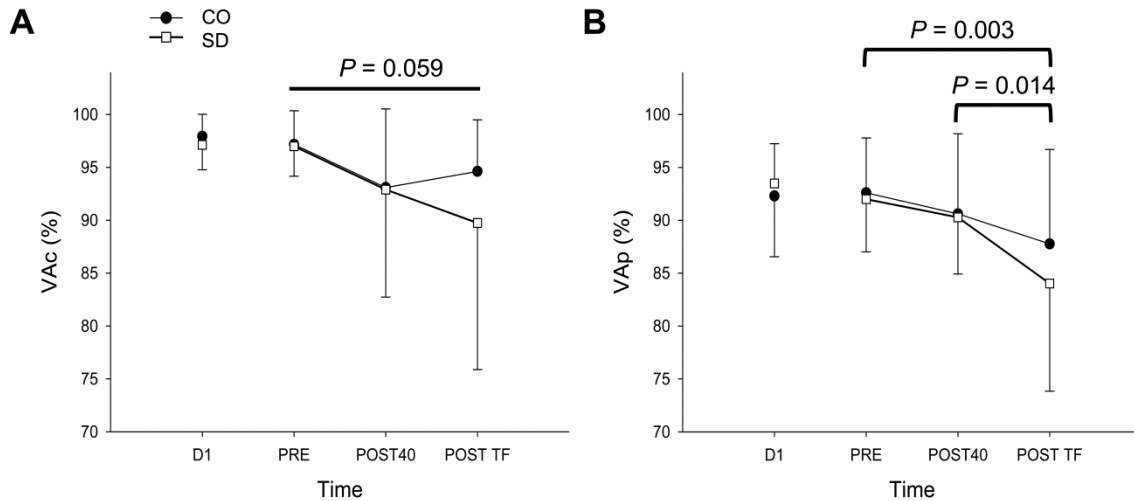 A
CO
SD
P = 0.059
VAc (%)
100
95
90
85
80
75
70
D1 PRE POST40 POST TF
Time
B
P = 0.003
P = 0.014
VAp (%)
100
95
90
85
80
75
70
D1 PRE POST40 POST TF
Time